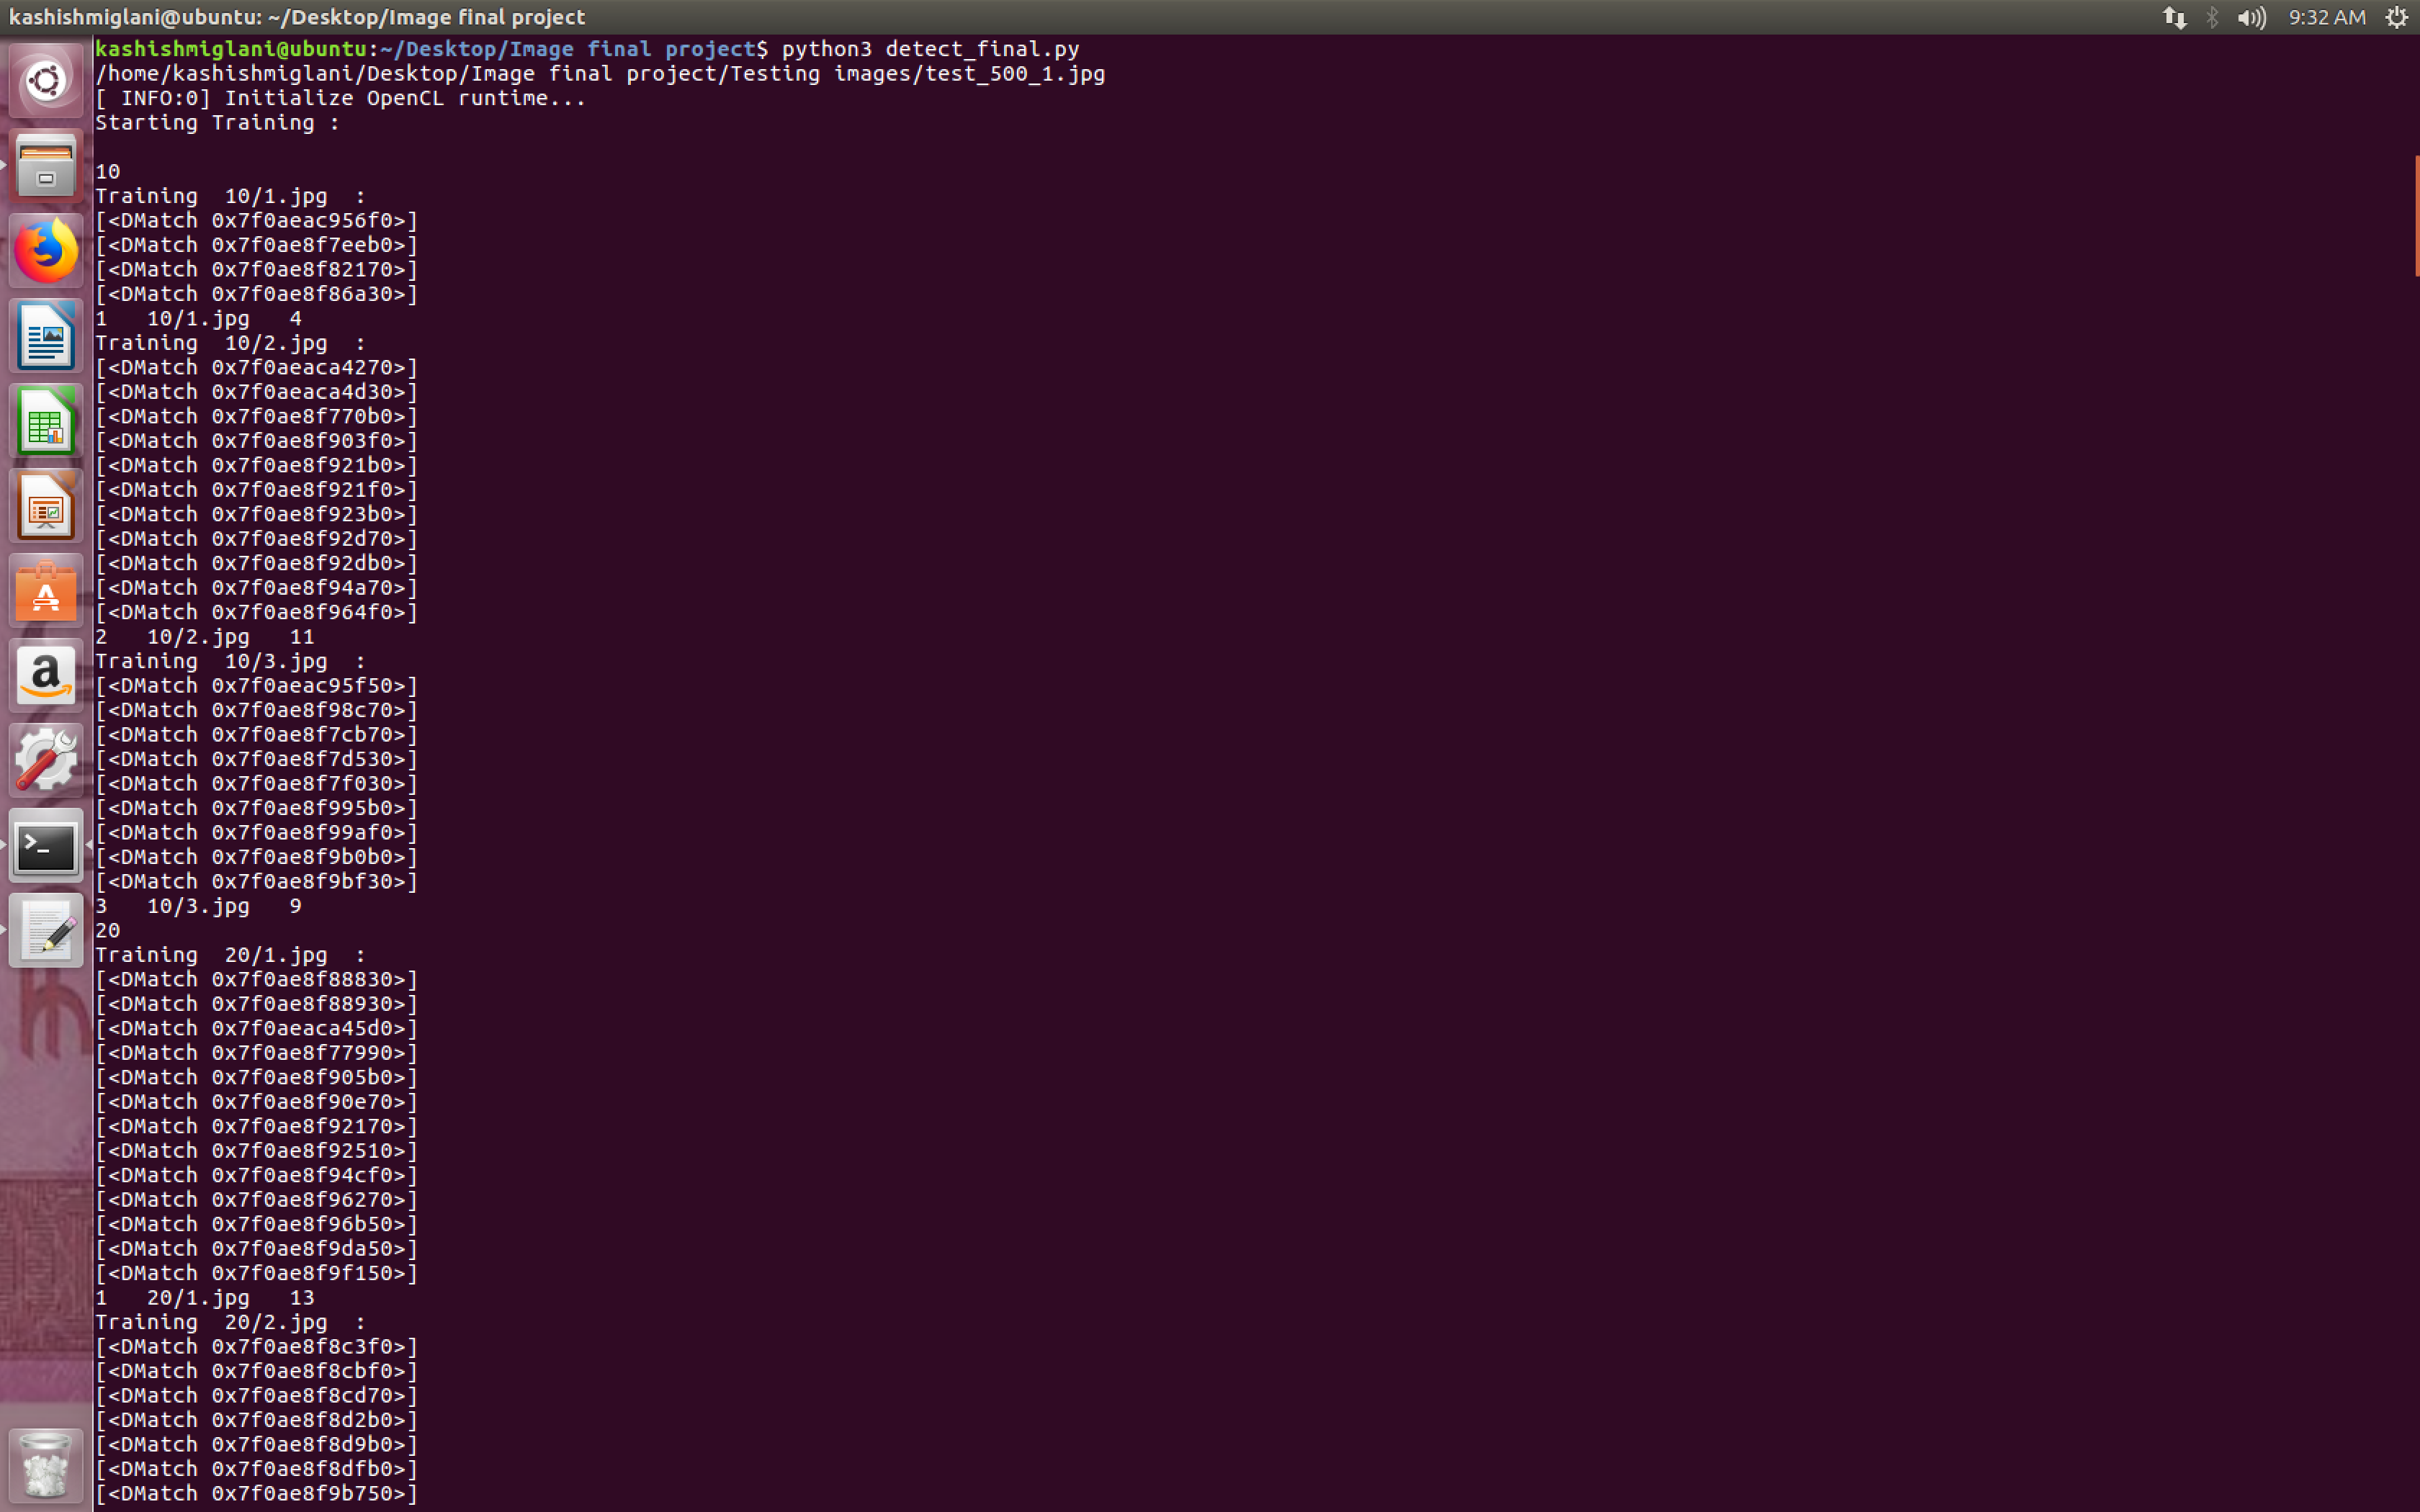 kashishmiglani@ubuntu: ~/Desktop/Image final project
9:32 AM
kashishmiglani@ubuntu:~/Desktop/Image final project$ python3 detect_final.py
/home/kashishmiglani/Desktop/Image final project/Testing images/test_500_1.jpg
[ INFO:0] Initialize OpenCL runtime...
Starting Training :
10
Training  10/1.jpg  :
[<DMatch 0x7f0aeac956f0>]
[<DMatch 0x7f0ae8f7eeb0>]
[<DMatch 0x7f0ae8f82170>]
[<DMatch 0x7f0ae8f86a30>]
1   10/1.jpg   4
Training  10/2.jpg  :
[<DMatch 0x7f0aeaca4270>]
[<DMatch 0x7f0aeaca4d30>]
[<DMatch 0x7f0ae8f770b0>]
[<DMatch 0x7f0ae8f903f0>]
[<DMatch 0x7f0ae8f921b0>]
[<DMatch 0x7f0ae8f921f0>]
[<DMatch 0x7f0ae8f923b0>]
[<DMatch 0x7f0ae8f92d70>]
[<DMatch 0x7f0ae8f92db0>]
[<DMatch 0x7f0ae8f94a70>]
[<DMatch 0x7f0ae8f964f0>]
2   10/2.jpg   11
Training  10/3.jpg  :
[<DMatch 0x7f0aeac95f50>]
[<DMatch 0x7f0ae8f98c70>]
[<DMatch 0x7f0ae8f7cb70>]
[<DMatch 0x7f0ae8f7d530>]
[<DMatch 0x7f0ae8f7f030>]
[<DMatch 0x7f0ae8f995b0>]
[<DMatch 0x7f0ae8f99af0>]
[<DMatch 0x7f0ae8f9b0b0>]
[<DMatch 0x7f0ae8f9bf30>]
3   10/3.jpg   9
20
Training  20/1.jpg  :
[<DMatch 0x7f0ae8f88830>]
[<DMatch 0x7f0ae8f88930>]
[<DMatch 0x7f0aeaca45d0>]
[<DMatch 0x7f0ae8f77990>]
[<DMatch 0x7f0ae8f905b0>]
[<DMatch 0x7f0ae8f90e70>]
[<DMatch 0x7f0ae8f92170>]
[<DMatch 0x7f0ae8f92510>]
[<DMatch 0x7f0ae8f94cf0>]
[<DMatch 0x7f0ae8f96270>]
[<DMatch 0x7f0ae8f96b50>]
[<DMatch 0x7f0ae8f9da50>]
[<DMatch 0x7f0ae8f9f150>]
1   20/1.jpg   13
Training  20/2.jpg  :
[<DMatch 0x7f0ae8f8c3f0>]
[<DMatch 0x7f0ae8f8cbf0>]
[<DMatch 0x7f0ae8f8cd70>]
[<DMatch 0x7f0ae8f8d2b0>]
[<DMatch 0x7f0ae8f8d9b0>]
[<DMatch 0x7f0ae8f8dfb0>]
[<DMatch 0x7f0ae8f9b750>]